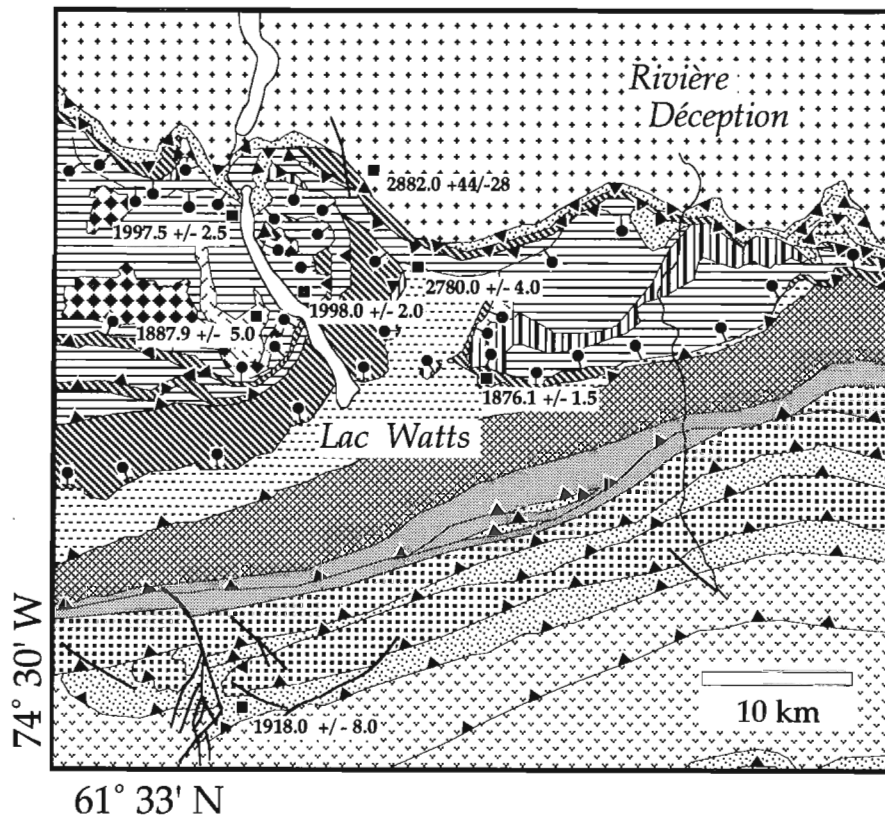 Rivière
Déception
2882.0 +44/-28
1997.5 +/- 2.5
2780.0 +/- 4.0
1998.0 +/- 2.0
1887.9 +/- 5.0
1876.1 +/- 1.5
Lac Watts
74° 30' W
10 km
1918.0 +/- 8.0
61° 33' N